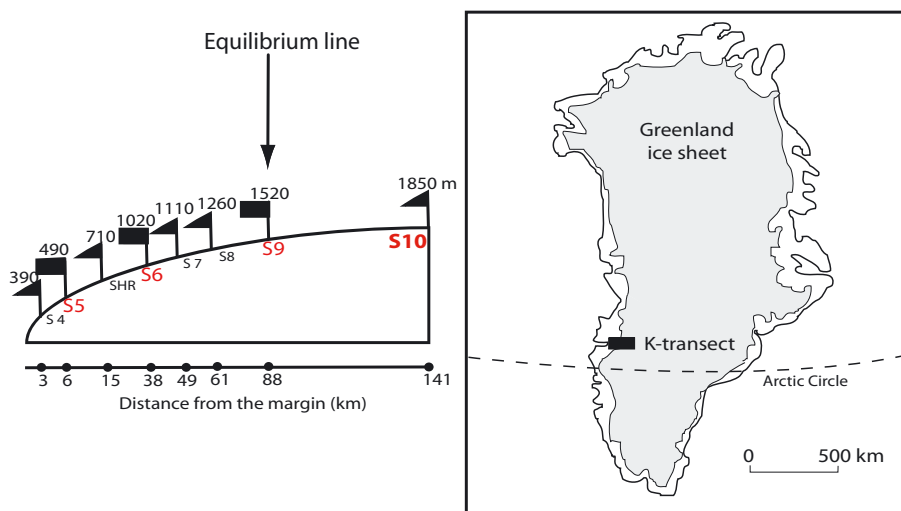 Equilibrium line
390
490
710
1020
1110
1260
1520
1850 m
S 4
S5
SHR
S6
S 7
S8
S9
S10
3 6 15 38 49 61 88 141
Distance from the margin (km)
Greenland
ice sheet
K-transect
Arctic Circle
0 500 km